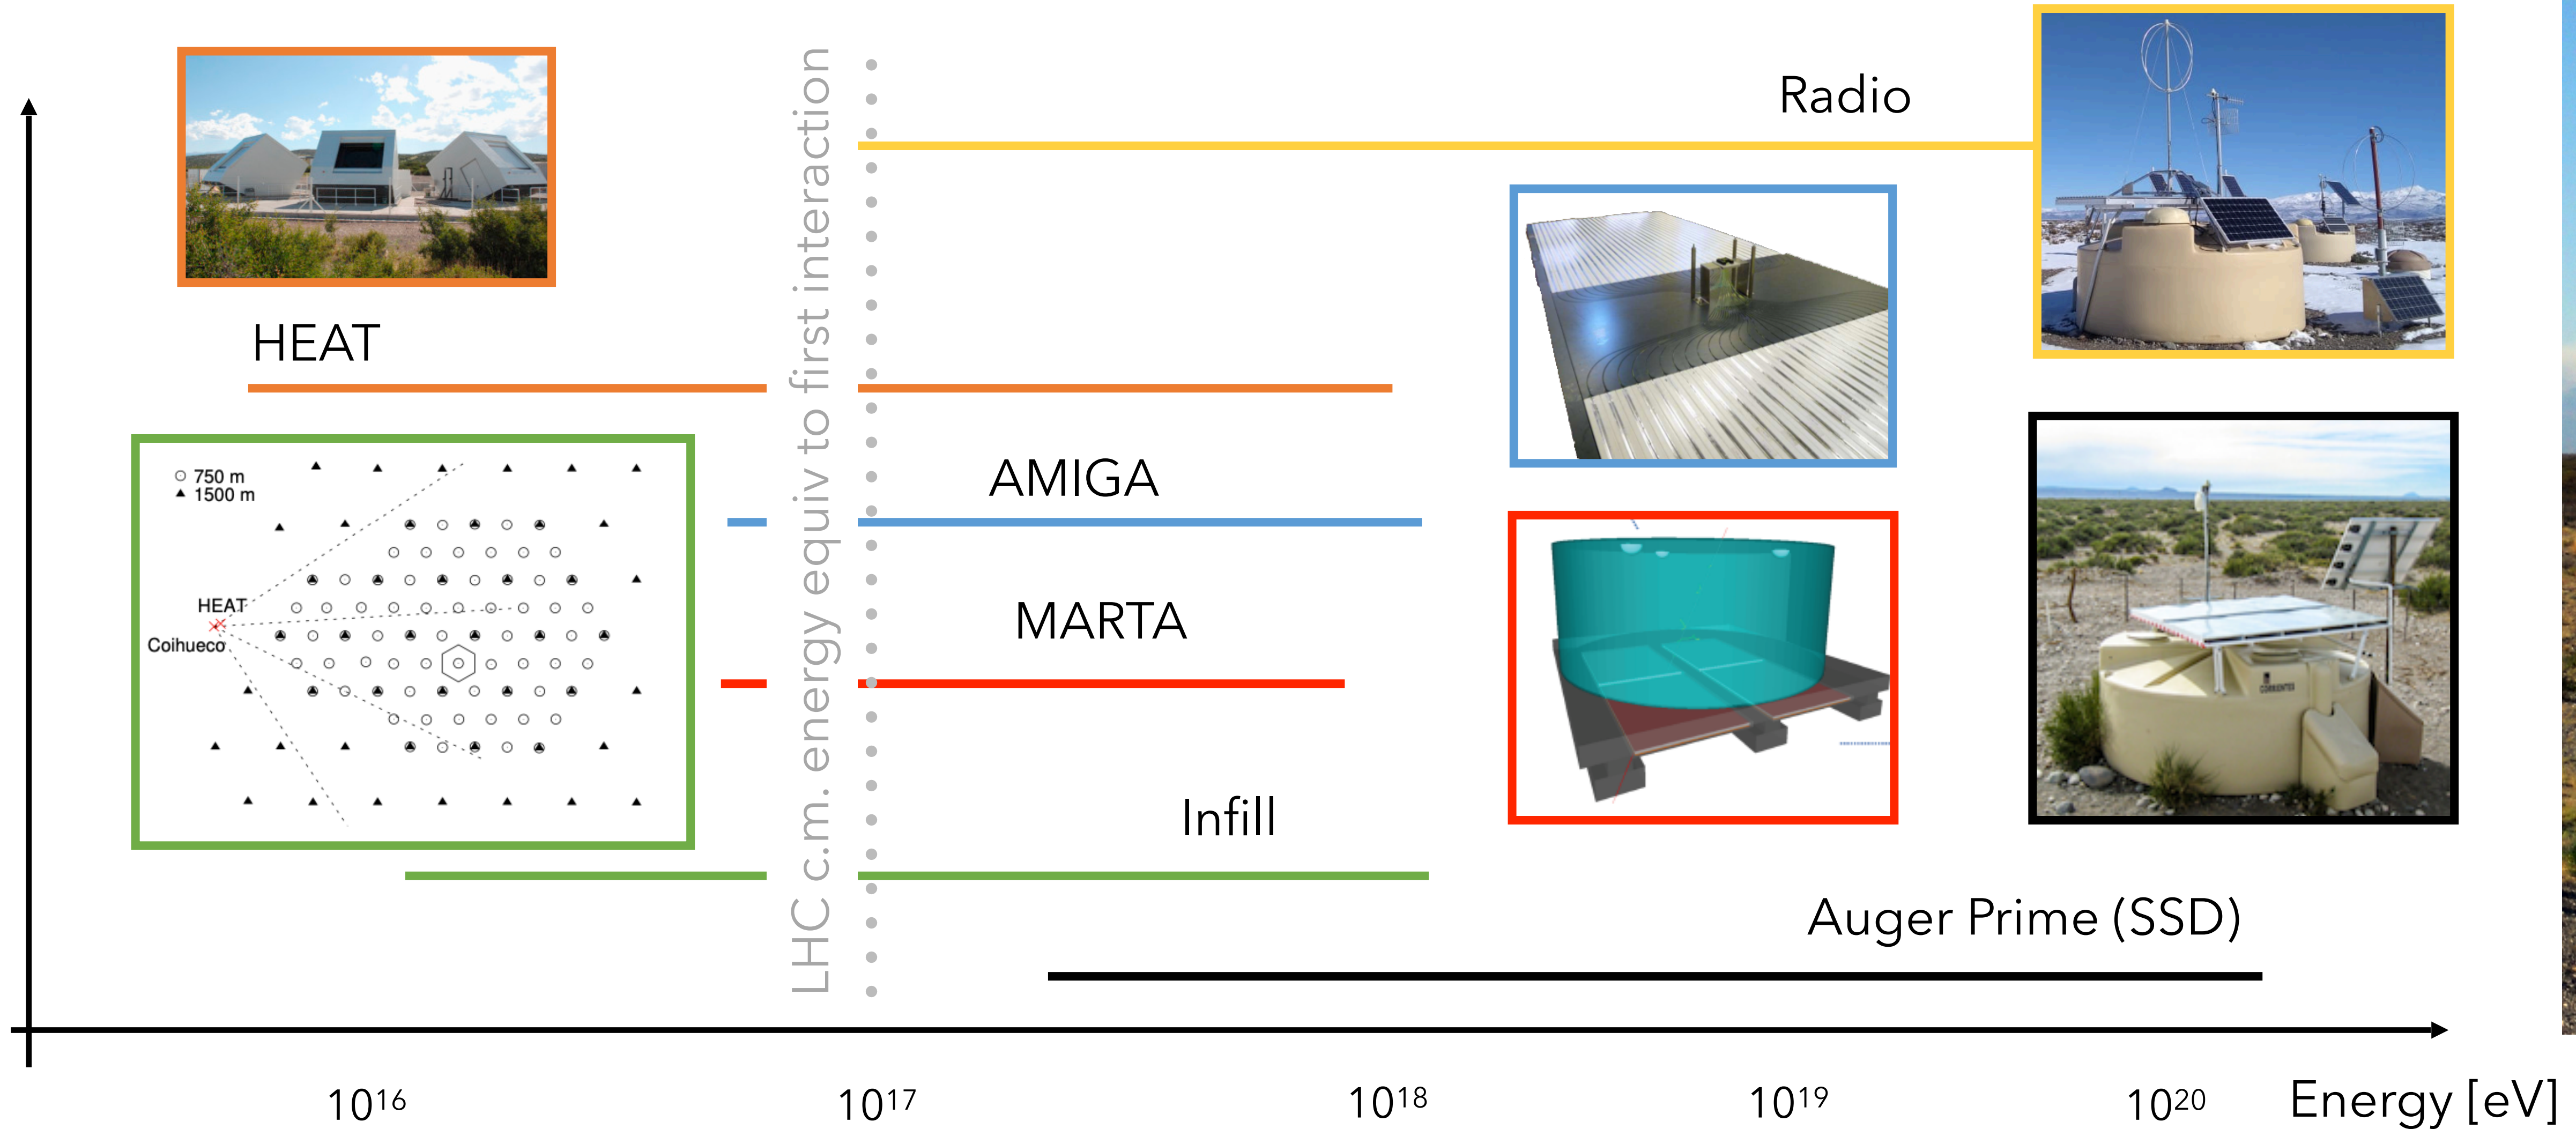 Radio
LHC c.m. energy equiv to first interaction
HEAT
AMIGA
750 m
1500 m
HEAT
Coihueco
MARTA
CORRIENTES
Infill
Auger Prime (SSD)
10¹⁶
10¹⁷
10¹⁸
10¹⁹
10²⁰
Energy [eV]